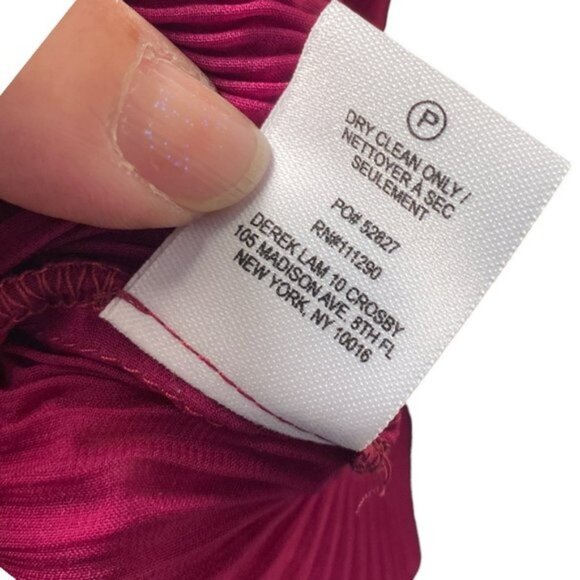 P
DRY CLEAN ONLY /
NETTOYER À SEC
SEULEMENT
PO# 52827
RN#111290
DEREK LAM 10 CROSBY
105 MADISON AVE. 8TH FL
NEW YORK, NY 10016